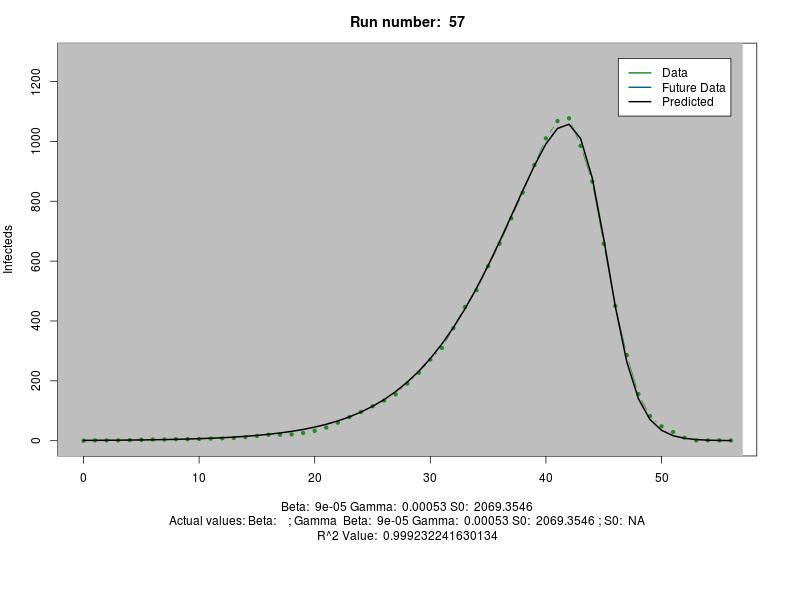 Run number:  57
Data
Future Data
Predicted
1200
1000
800
600
400
200
0
Infecteds
0 10 20 30 40 50
Beta:  9e-05 Gamma:  0.00053 S0:  2069.3546
Actual values: Beta:    ; Gamma  Beta:  9e-05 Gamma:  0.00053 S0:  2069.3546 ; S0:  NA
R^2 Value:  0.999232241630134